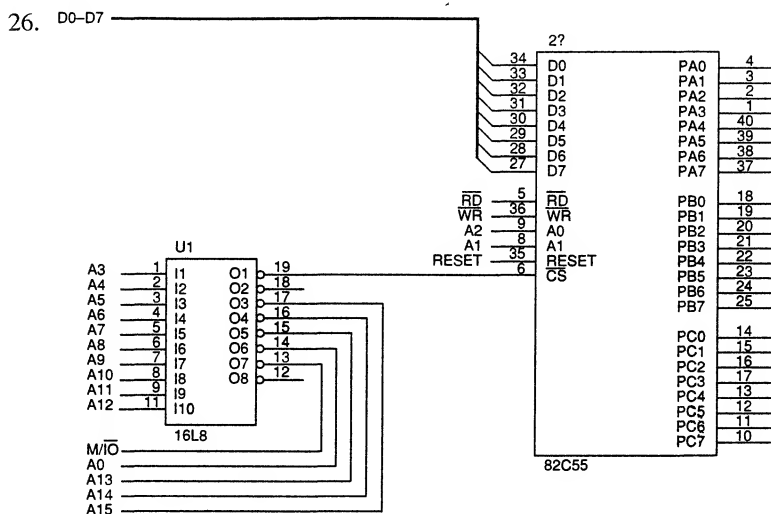 26. D0–D7
2?
34 D0 PA0 4
33 D1 PA1 3
32 D2 PA2 2
31 D3 PA3 1
30 D4 PA4 40
29 D5 PA5 39
28 D6 PA6 38
27 D7 PA7 37
RD 5 RD PB0 18
WR 36 WR PB1 19
A2 9 A0 PB2 20
A1 8 A1 PB3 21
RESET 35 RESET PB4 22
6 CS PB5 23
PB6 24
PB7 25
PC0 14
PC1 15
PC2 16
PC3 17
PC4 13
PC5 12
PC6 11
PC7 10
82C55
U1
A3 1 I1 O1 19
A4 2 I2 O2 18
A5 3 I3 O3 17
A6 4 I4 O4 16
A7 5 I5 O5 15
A8 6 I6 O6 14
A9 7 I7 O7 13
A10 8 I8 O8 12
A11 9 I9
A12 11 I10
16L8
M/IO
A0
A13
A14
A15